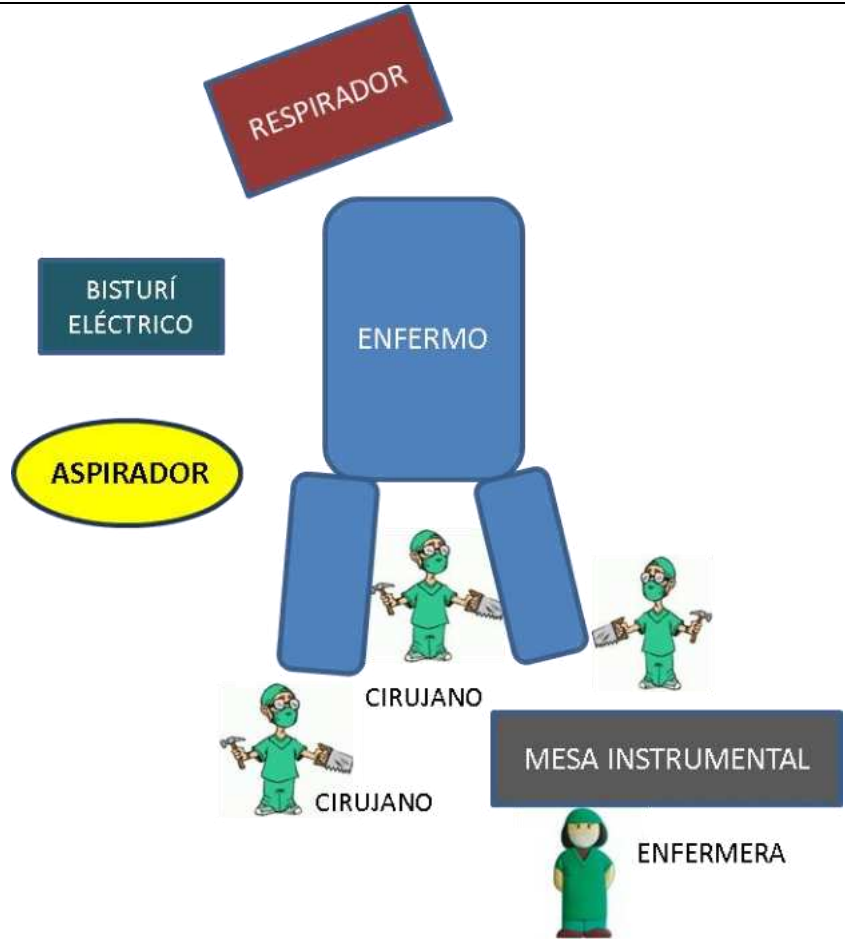 RESPIRADOR
BISTURÍ
ELÉCTRICO
ENFERMO
ASPIRADOR
CIRUJANO
CIRUJANO
MESA INSTRUMENTAL
ENFERMERA